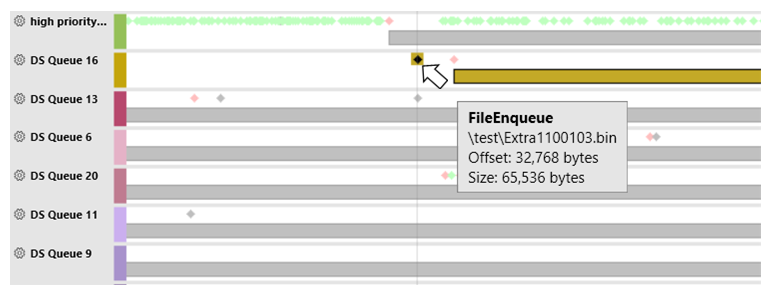 high priority...
DS Queue 16
DS Queue 13
FileEnqueue
\test\Extra1100103.bin
Offset: 32,768 bytes
Size: 65,536 bytes
DS Queue 6
DS Queue 20
DS Queue 11
DS Queue 9